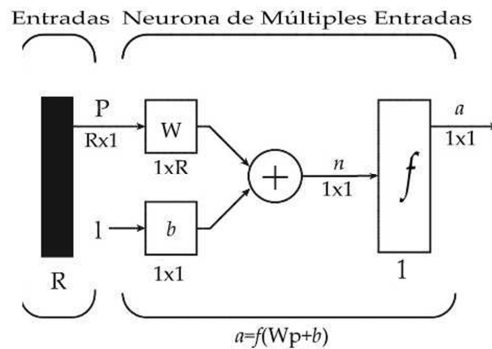 Entradas Neurona de Múltiples Entradas
P
Rx1
W
1xR
1
b
1x1
+
n
1x1
f
1
a
1x1
R
a=f(Wp+b)